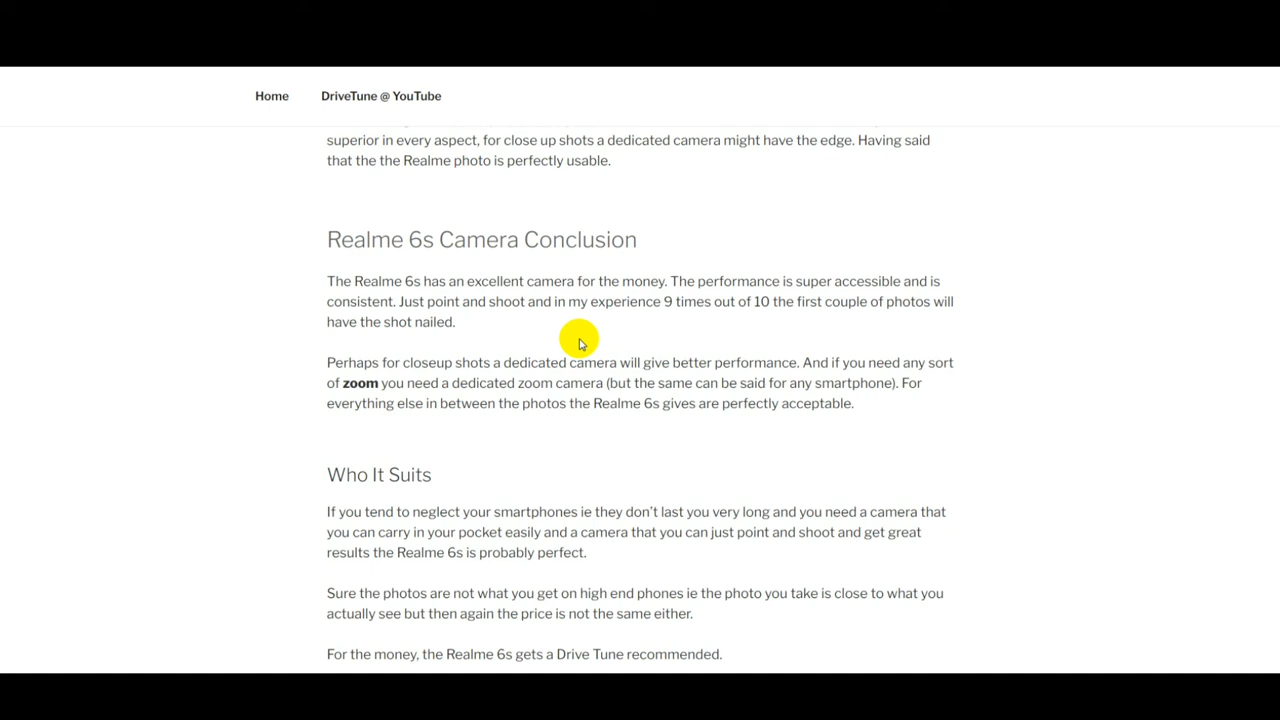 Home DriveTune @ YouTube
superior in every aspect, for close up shots a dedicated camera might have the edge. Having said
that the the Realme photo is perfectly usable.
Realme 6s Camera Conclusion
The Realme 6s has an excellent camera for the money. The performance is super accessible and is
consistent. Just point and shoot and in my experience 9 times out of 10 the first couple of photos will
have the shot nailed.
Perhaps for closeup shots a dedicated camera will give better performance. And if you need any sort
of zoom you need a dedicated zoom camera (but the same can be said for any smartphone). For
everything else in between the photos the Realme 6s gives are perfectly acceptable.
Who It Suits
If you tend to neglect your smartphones ie they don’t last you very long and you need a camera that
you can carry in your pocket easily and a camera that you can just point and shoot and get great
results the Realme 6s is probably perfect.
Sure the photos are not what you get on high end phones ie the photo you take is close to what you
actually see but then again the price is not the same either.
For the money, the Realme 6s gets a Drive Tune recommended.